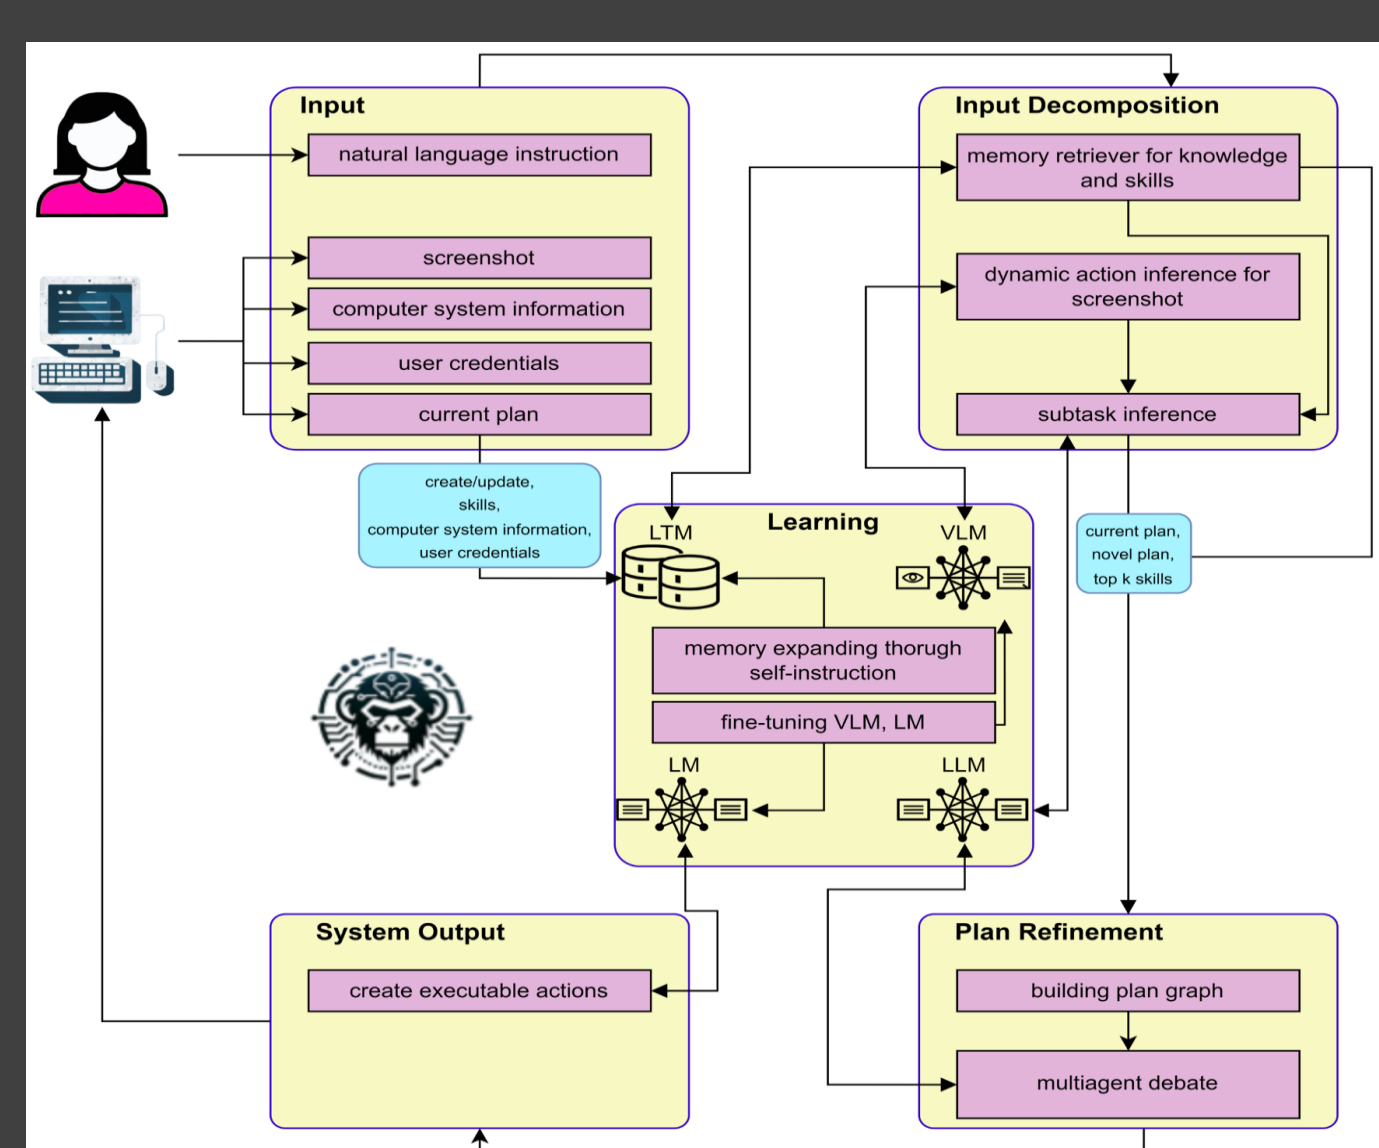 Input
natural language instruction
screenshot
computer system information
user credentials
current plan
create/update,
skills,
computer system information,
user credentials
Input Decomposition
memory retriever for knowledge
and skills
dynamic action inference for
screenshot
subtask inference
current plan,
novel plan,
top k skills
Learning
LTM
VLM
memory expanding thorugh
self-instruction
fine-tuning VLM, LM
LM
LLM
System Output
create executable actions
Plan Refinement
building plan graph
multiagent debate